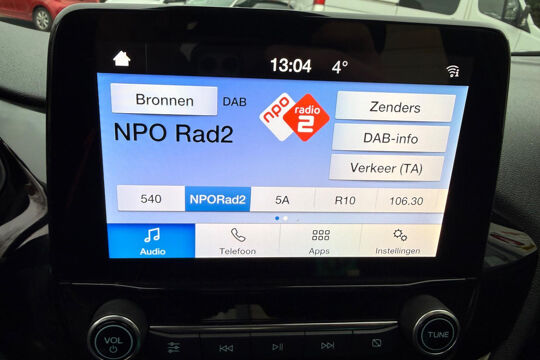 13:04 4°
Bronnen DAB
npo radio 2
Zenders
NPO Rad2
DAB-info
Verkeer (TA)
540 NPORad2 5A R10 106.30
Audio Telefoon Apps Instellingen
VOL
TUNE